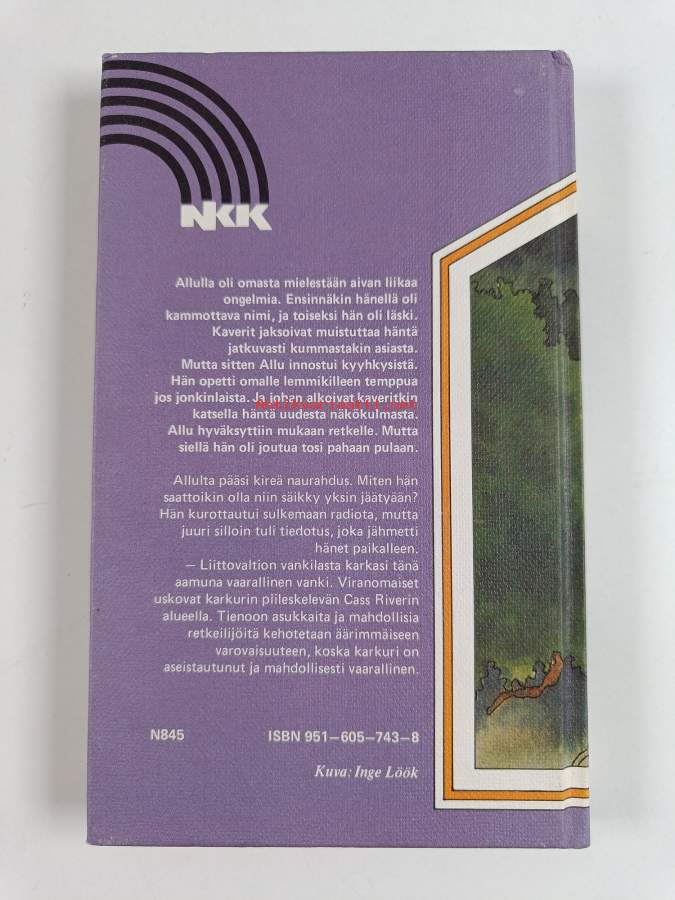 NKK
Allulla oli omasta mielestään aivan liikaa
ongelmia. Ensinnäkin hänellä oli
kammottava nimi, ja toiseksi hän oli läski.
Kaverit jaksoivat muistuttaa häntä
jatkuvasti kummastakin asiasta.
Mutta sitten Allu innostui kyyhkysistä.
Hän opetti omalle lemmikilleen temppua
jos jonkinlaista. Ja johan alkoivat kaveritkin
katsella häntä uudesta näkökulmasta.
Allu hyväksyttiin mukaan retkelle. Mutta
siellä hän oli joutua tosi pahaan pulaan.
Allulta pääsi kireä naurahdus. Miten hän
saattoikin olla niin säikky yksin jäätyään?
Hän kurottautui sulkemaan radiota, mutta
juuri silloin tuli tiedotus, joka jähmetti
hänet paikalleen.
— Liittovaltion vankilasta karkasi tänä
aamuna vaarallinen vanki. Viranomaiset
uskovat karkurin piileskelevän Cass Riverin
alueella. Tienoon asukkaita ja mahdollisia
retkeilijöitä kehotetaan äärimmäiseen
varovaisuuteen, koska karkuri on
aseistautunut ja mahdollisesti vaarallinen.
N845 ISBN 951—605—743—8
Kuva: Inge Löök